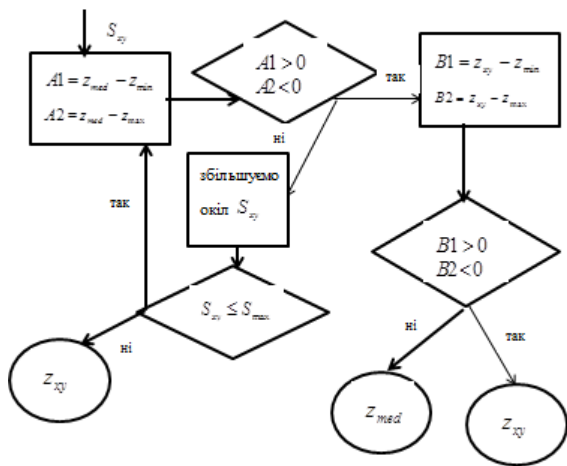 S_xy
A1 = z_med − z_min
A2 = z_med − z_max
A1 > 0
A2 < 0
так
B1 = z_xy − z_min
B2 = z_xy − z_max
ні
збільшуємо
окіл S_xy
так
B1 > 0
B2 < 0
S_xy ≤ S_max
ні
ні
так
z_xy
z_med
z_xy